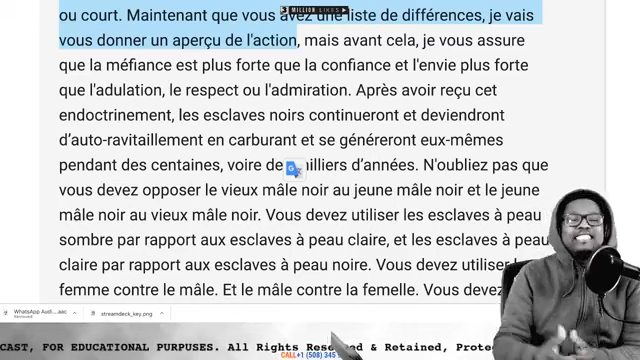 ou court. Maintenant que vous avez une liste de différences, je vais
3 MILLION LIKES
vous donner un aperçu de l'action, mais avant cela, je vous assure
que la méfiance est plus forte que la confiance et l'envie plus forte
que l'adulation, le respect ou l'admiration. Après avoir reçu cet
endoctrinement, les esclaves noirs continueront et deviendront
d'auto-ravitaillement en carburant et se généreront eux-mêmes
pendant des centaines, voire de milliers d'années. N'oubliez pas que
vous devez opposer le vieux mâle noir au jeune mâle noir et le jeune
mâle noir au vieux mâle noir. Vous devez utiliser les esclaves à peau
sombre par rapport aux esclaves à peau claire, et les esclaves à peau
claire par rapport aux esclaves à peau noire. Vous devez utiliser
femme contre le mâle. Et le mâle contre la femelle. Vous devez
WhatsApp Audi....aac
Removed
streamdeck_key.png
CAST, FOR EDUCATIONAL PURPUSES. All Rights Reserved & Retained,
CALL+1 (508) 345